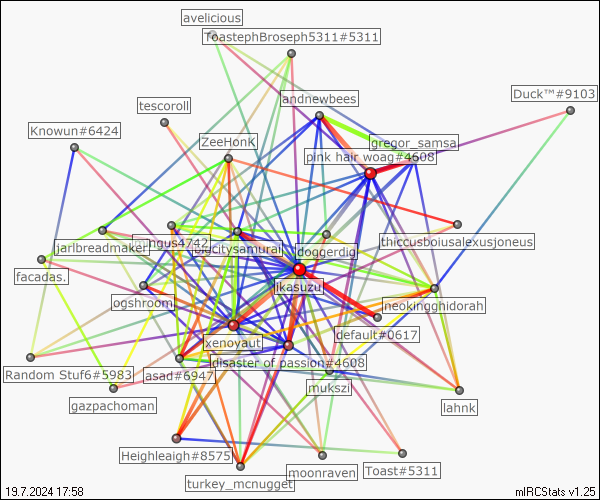 avelicious
ToastephBroseph5311#5311
Duck™#9103
andnewbees
tescoroll
Knowun#6424
ZeeHonK
gregor_samsa
pink hair woag#4608
jarlbreadmaker
bigcitysamurai
doggerdig
thiccusboiusalexusjoneus
facadas.
ikasuzu
ogshroom
neokingghidorah
xenoyaut
default#0617
disaster of passion#4608
Random Stuf6#5983
asad#6947
mukszi
gazpachoman
lahnk
Heighleaigh#8575
moonraven
Toast#5311
turkey_mcnugget
19.7.2024 17:58
mIRCStats v1.25